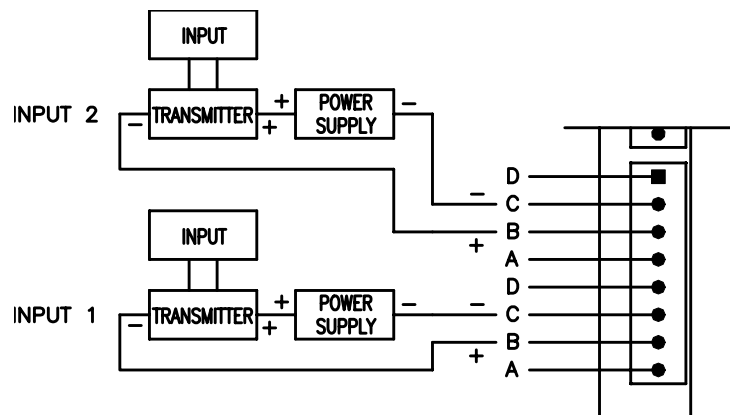 INPUT
INPUT 2
TRANSMITTER
POWER
SUPPLY
- + + -
D
- C
B
+
A
INPUT
INPUT 1
TRANSMITTER
POWER
SUPPLY
- + + -
D
- C
B
+
A